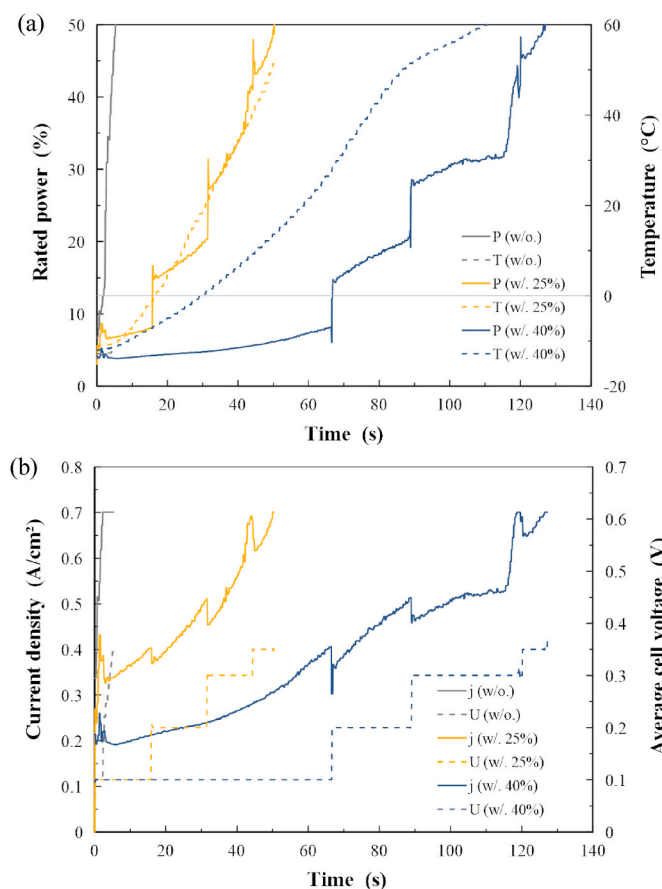 (a)
50
40
30
20
10
0
Rated power (%)
60
40
20
0
-20
Temperature (°C)
P (w/o.)
T (w/o.)
P (w/. 25%)
T (w/. 25%)
P (w/. 40%)
T (w/. 40%)
0 20 40 60 80 100 120 140
Time (s)
(b)
0.8
0.7
0.6
0.5
0.4
0.3
0.2
0.1
0
Current density (A/cm²)
0.7
0.6
0.5
0.4
0.3
0.2
0.1
0
Average cell voltage (V)
j (w/o.)
U (w/o.)
j (w/. 25%)
U (w/. 25%)
j (w/. 40%)
U (w/. 40%)
0 20 40 60 80 100 120 140
Time (s)